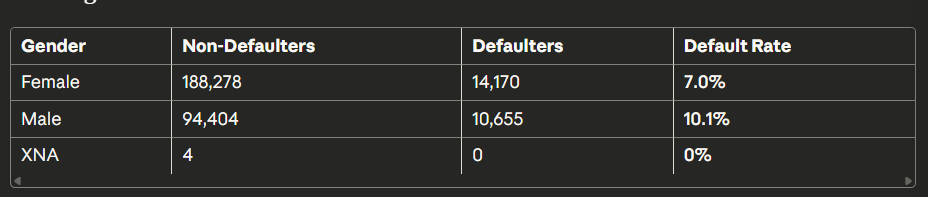 Gender Non-Defaulters Defaulters Default Rate
Female 188,278 14,170 7.0%
Male 94,404 10,655 10.1%
XNA 4 0 0%